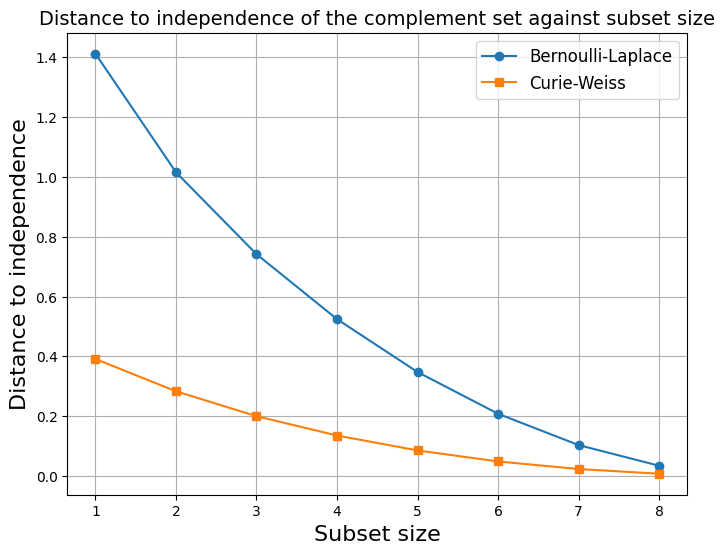 Distance to independence of the complement set against subset size
Bernoulli-Laplace
Curie-Weiss
Distance to independence
1.4
1.2
1.0
0.8
0.6
0.4
0.2
0.0
1 2 3 4 5 6 7 8
Subset size